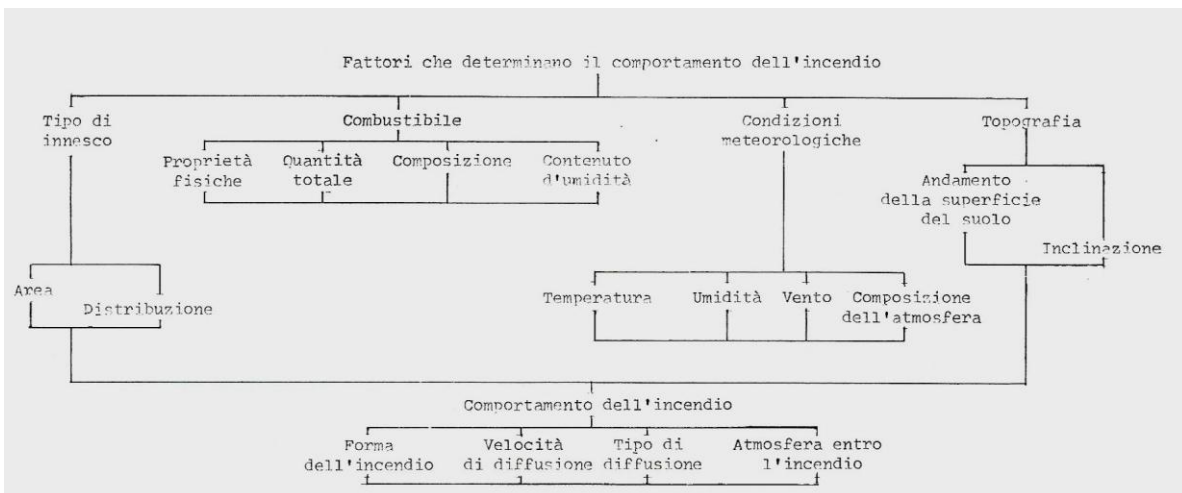 Fattori che determinano il comportamento dell'incendio
Tipo di
innesco
Combustibile
Condizioni
meteorologiche
Topografia
Proprietà
fisiche
Quantità
totale
Composizione
Contenuto
d'umidità
Andamento
della superficie
del suolo
Inclinazione
Area
Distribuzione
Temperatura
Umidità
Vento
Composizione
dell'atmosfera
Comportamento dell'incendio
Forma
dell'incendio
Velocità
di diffusione
Tipo di
diffusione
Atmosfera entro
l'incendio